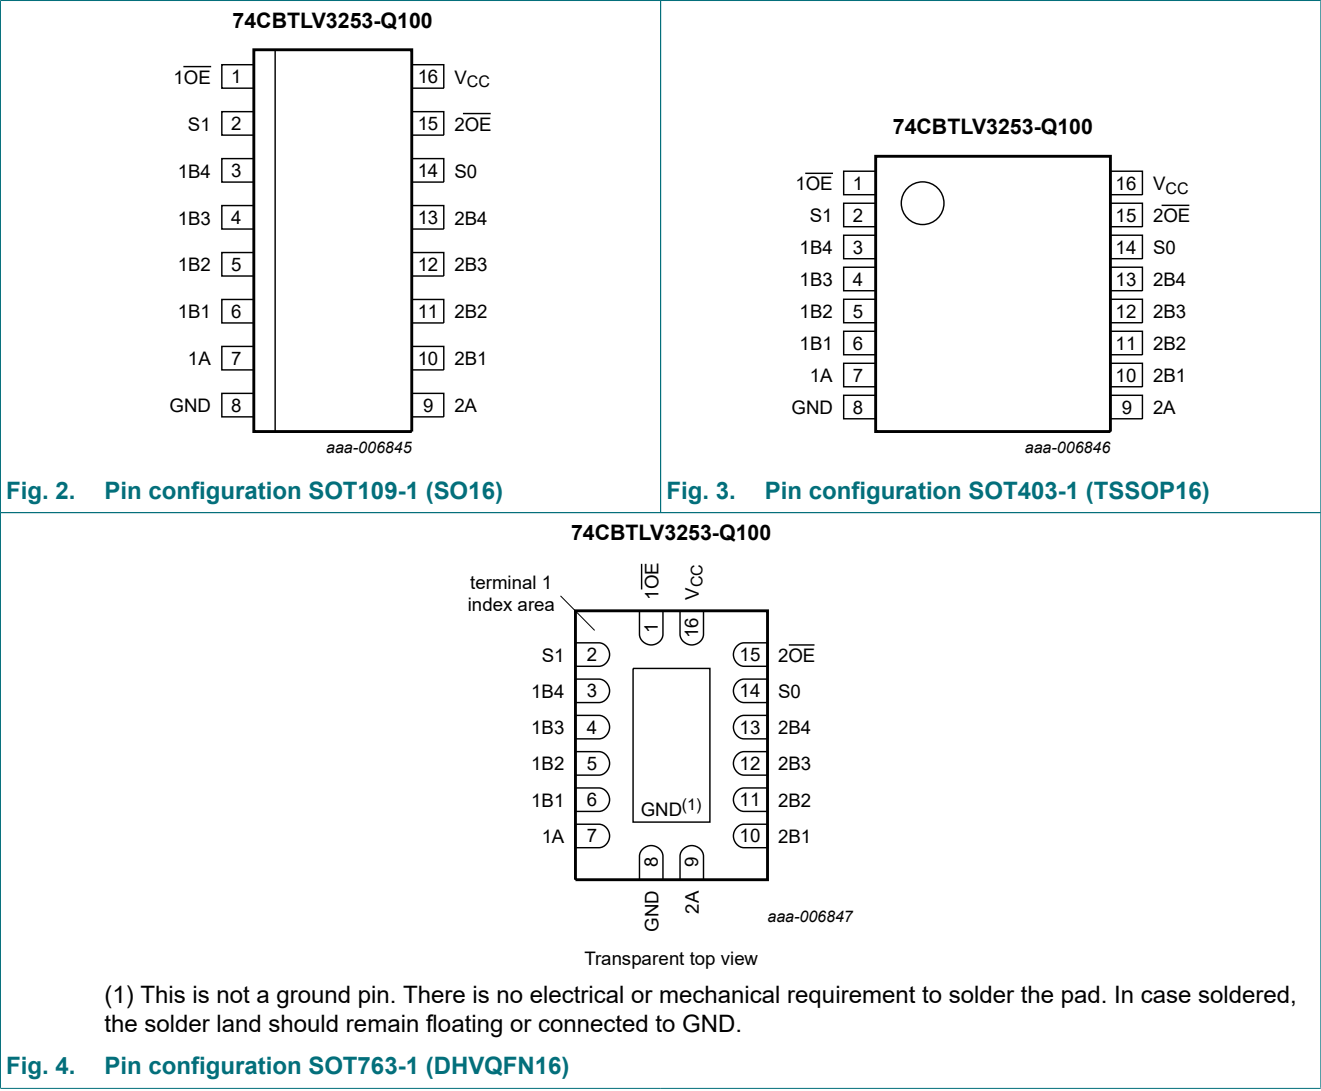 74CBTLV3253-Q100
1O̅E̅ 1 16 VCC
S1 2 15 2O̅E̅
1B4 3 14 S0
1B3 4 13 2B4
1B2 5 12 2B3
1B1 6 11 2B2
1A 7 10 2B1
GND 8 9 2A
aaa-006845
Fig. 2. Pin configuration SOT109-1 (SO16)
74CBTLV3253-Q100
1O̅E̅ 1 16 VCC
S1 2 15 2O̅E̅
1B4 3 14 S0
1B3 4 13 2B4
1B2 5 12 2B3
1B1 6 11 2B2
1A 7 10 2B1
GND 8 9 2A
aaa-006846
Fig. 3. Pin configuration SOT403-1 (TSSOP16)
74CBTLV3253-Q100
terminal 1
index area
1O̅E̅ VCC
1 16
S1 2 15 2O̅E̅
1B4 3 14 S0
1B3 4 13 2B4
1B2 5 12 2B3
1B1 6 11 2B2
GND(1)
1A 7 10 2B1
8 9
GND 2A
aaa-006847
Transparent top view
(1) This is not a ground pin. There is no electrical or mechanical requirement to solder the pad. In case soldered,
the solder land should remain floating or connected to GND.
Fig. 4. Pin configuration SOT763-1 (DHVQFN16)